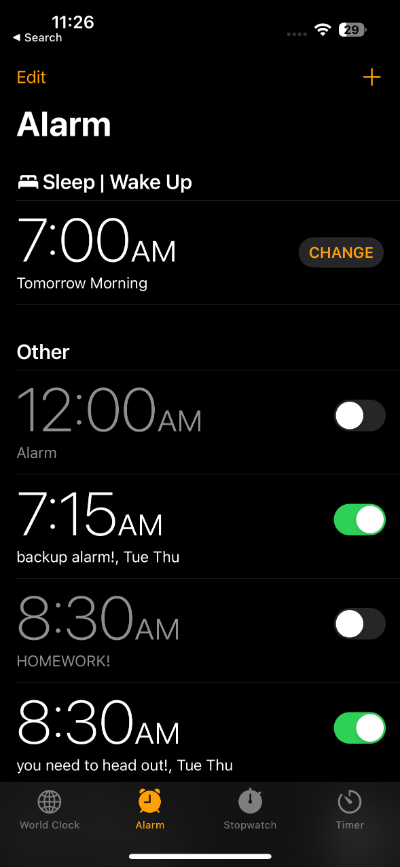 11:26
◀ Search
29
Edit
+
Alarm
Sleep | Wake Up
7:00AM
CHANGE
Tomorrow Morning
Other
12:00AM
Alarm
7:15AM
backup alarm!, Tue Thu
8:30AM
HOMEWORK!
8:30AM
you need to head out!, Tue Thu
World Clock
Alarm
Stopwatch
Timer